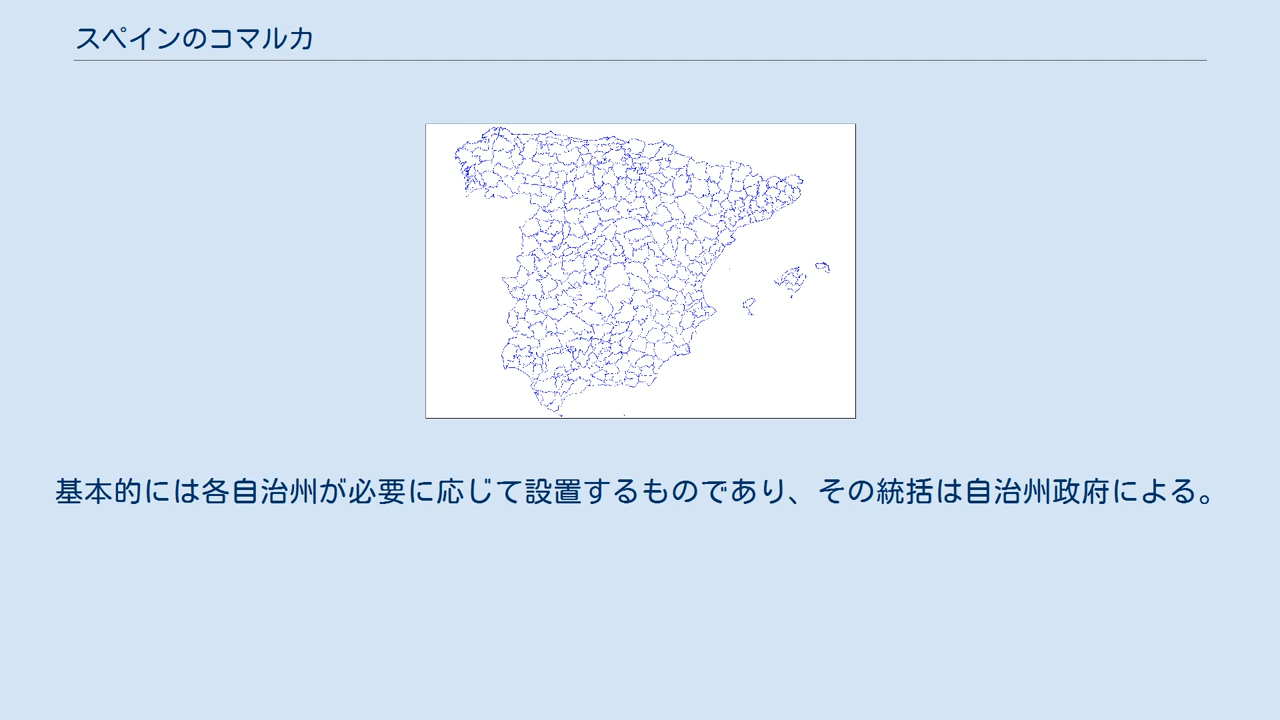 スペインのコマルカ
基本的には各自治州が必要に応じて設置するものであり、その統括は自治州政府による。